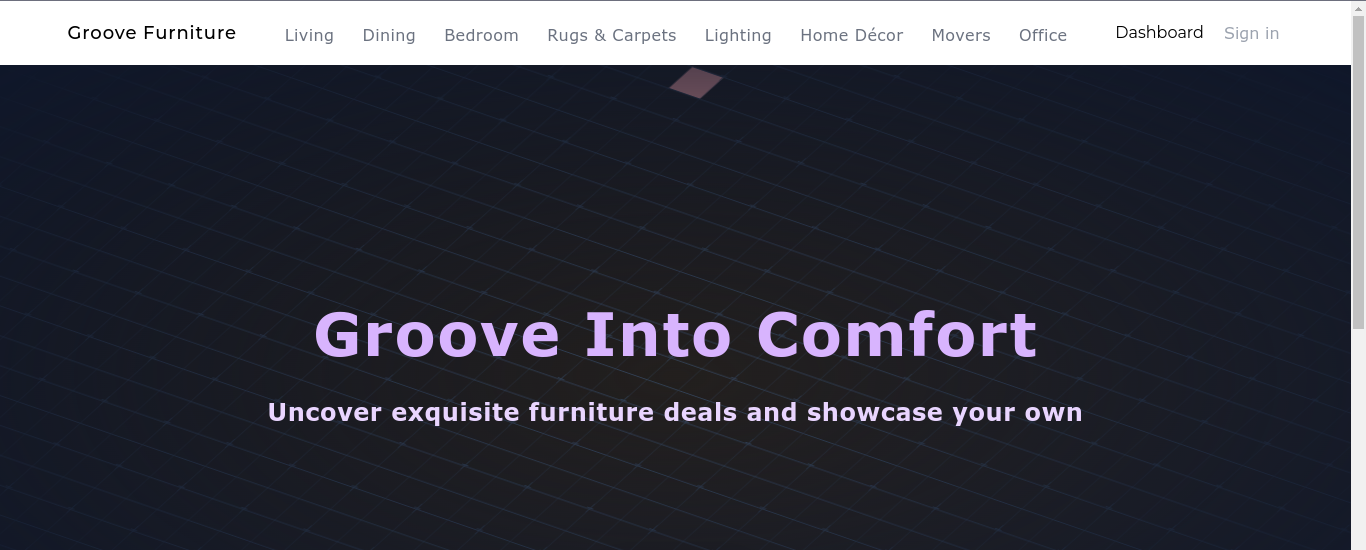 Groove Furniture Living Dining Bedroom Rugs & Carpets Lighting Home Décor Movers Office Dashboard Sign in
Groove Into Comfort
Uncover exquisite furniture deals and showcase your own